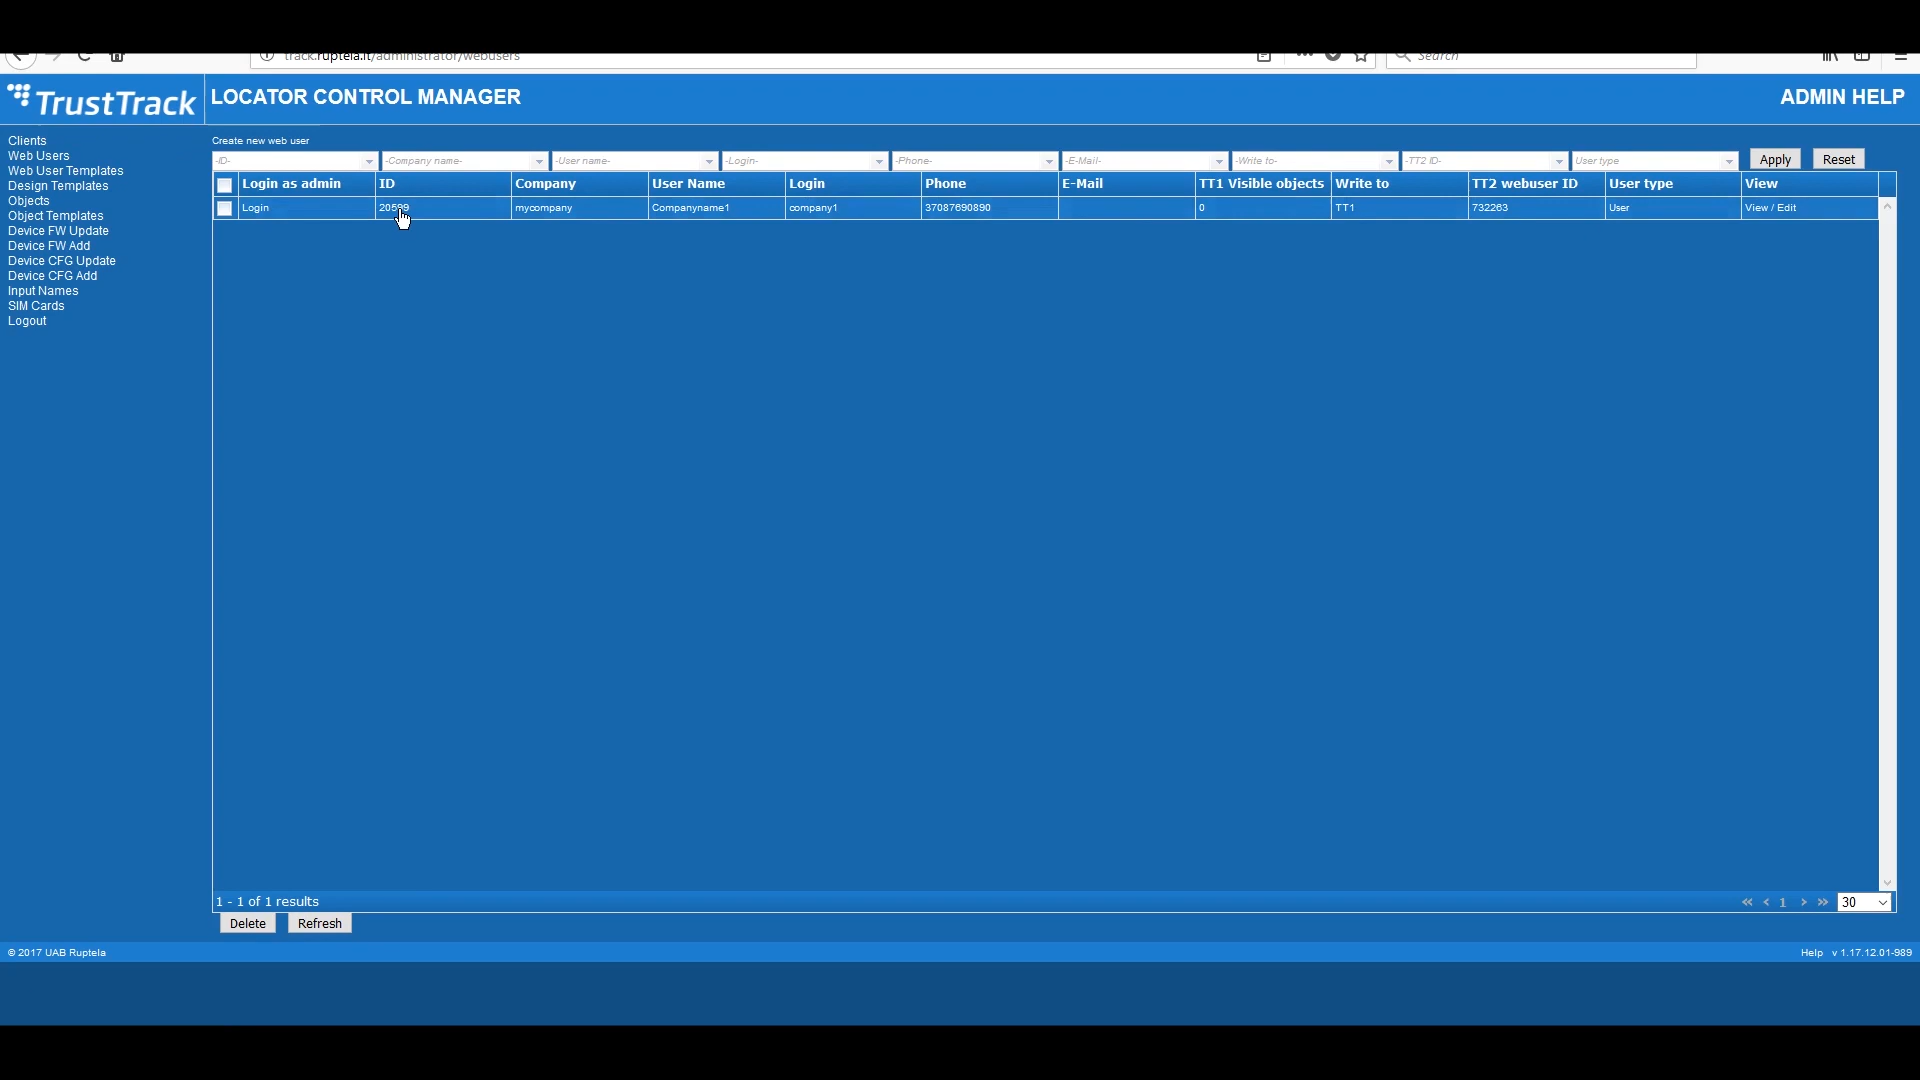 track.ruptela.lt/administrator/webusers
Search
TrustTrack
LOCATOR CONTROL MANAGER
ADMIN HELP
Clients
Web Users
Web User Templates
Design Templates
Objects
Object Templates
Device FW Update
Device FW Add
Device CFG Update
Device CFG Add
Input Names
SIM Cards
Logout
Create new web user
-ID- -Company name- -User name- -Login- -Phone- -E-Mail- -Write to- -TT2 ID- User type Apply Reset
Login as admin ID Company User Name Login Phone E-Mail TT1 Visible objects Write to TT2 webuser ID User type View
Login 20599 mycompany Companyname1 company1 37087690890 0 TT1 732263 User View / Edit
1 - 1 of 1 results
« ‹ 1 › » 30
Delete Refresh
© 2017 UAB Ruptela
Help v 1.17.12.01-989